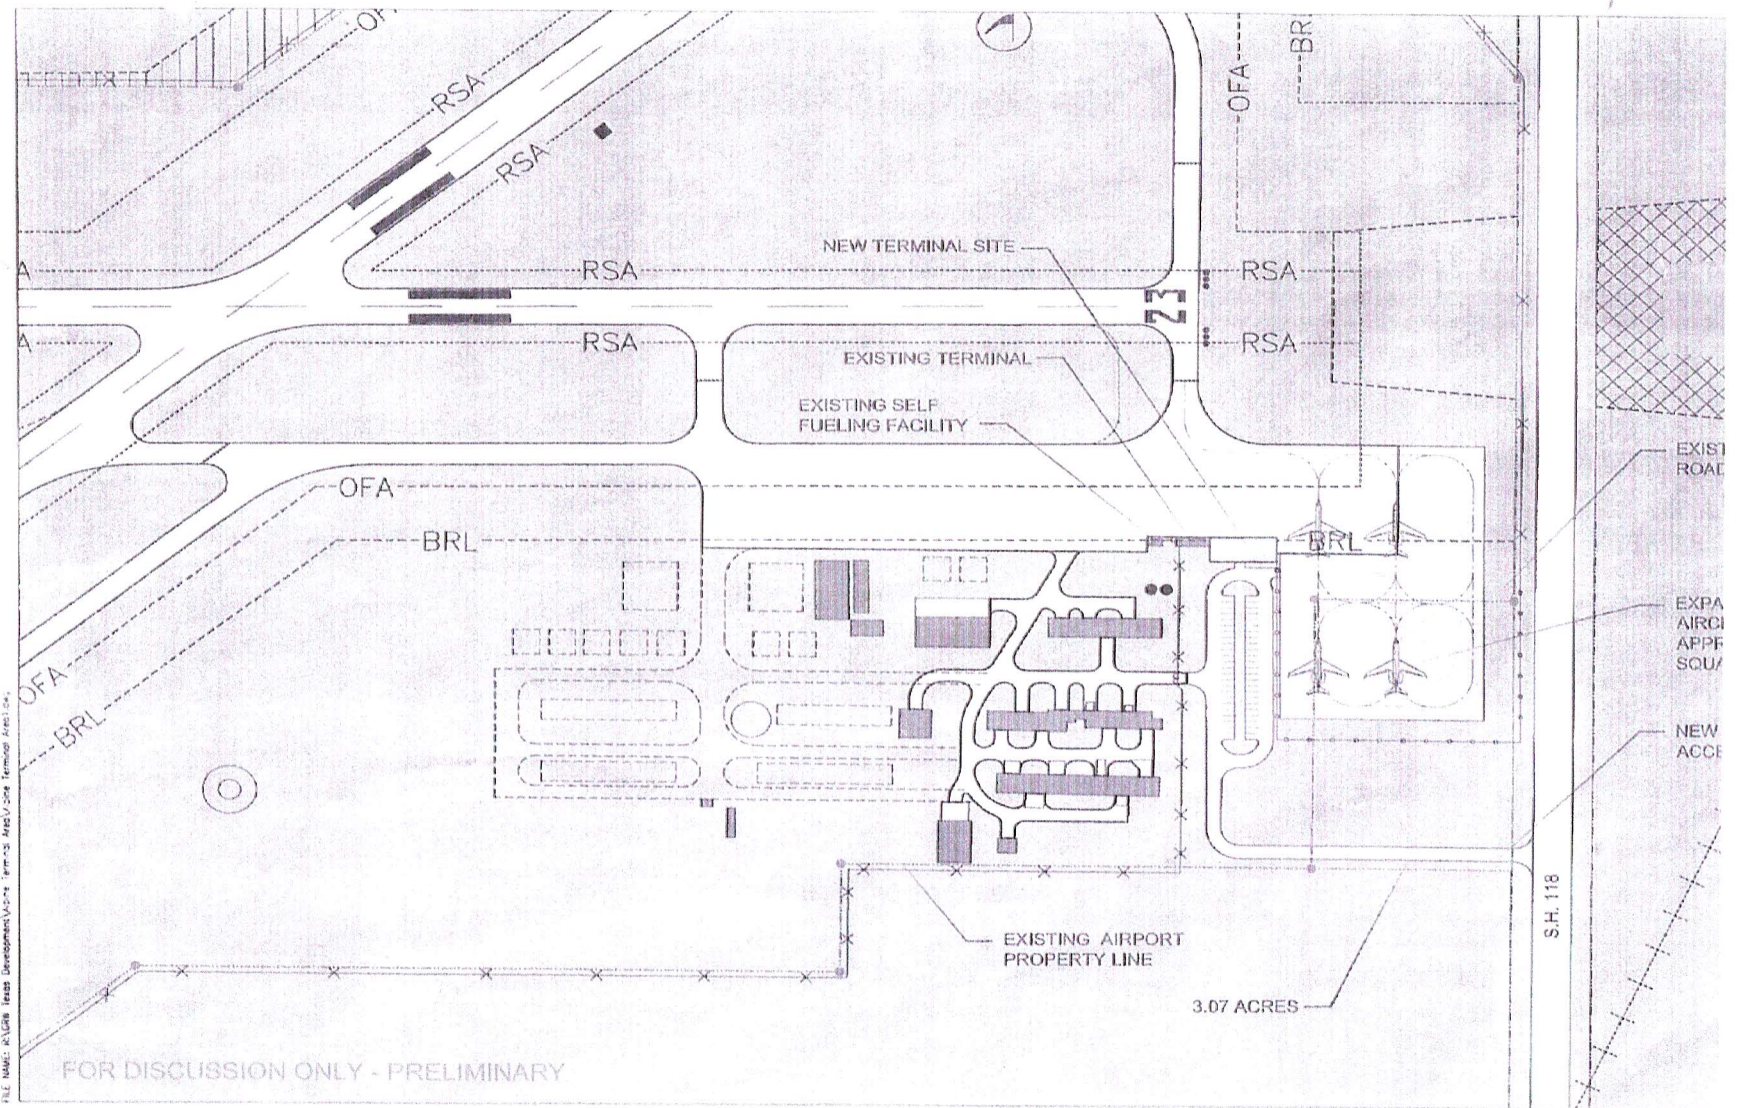 OFA
BR
RSA
OFA
RSA
NEW TERMINAL SITE
A
RSA
RSA
23
A
RSA
RSA
EXISTING TERMINAL
EXISTING SELF
FUELING FACILITY
EXIST
ROAD
OFA
BRL
BRL
EXPA
AIRCR
APPR
SQUA
OFA
BRL
NEW
ACCE
S.H. 118
EXISTING AIRPORT
PROPERTY LINE
3.07 ACRES
FOR DISCUSSION ONLY - PRELIMINARY